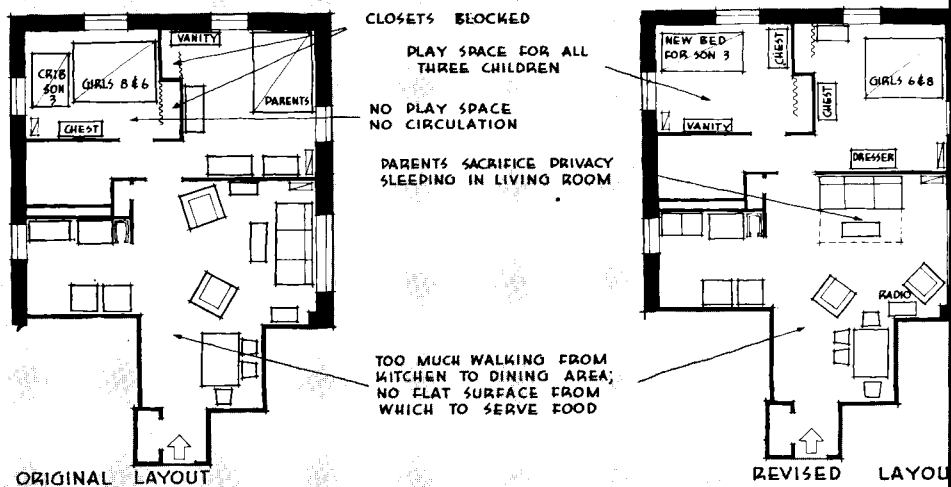 CLOSETS BLOCKED
VANITY
CRIB
SON
3
GIRLS 8 & 6
PARENTS
CHEST
PLAY SPACE FOR ALL
THREE CHILDREN
NO PLAY SPACE
NO CIRCULATION
PARENTS SACRIFICE PRIVACY
SLEEPING IN LIVING ROOM
TOO MUCH WALKING FROM
KITCHEN TO DINING AREA;
NO FLAT SURFACE FROM
WHICH TO SERVE FOOD
ORIGINAL LAYOUT
NEW BED
FOR SON 3
CHEST
GIRLS 6 & 8
CHEST
VANITY
DRESSER
RADIO
REVISED LAYOU